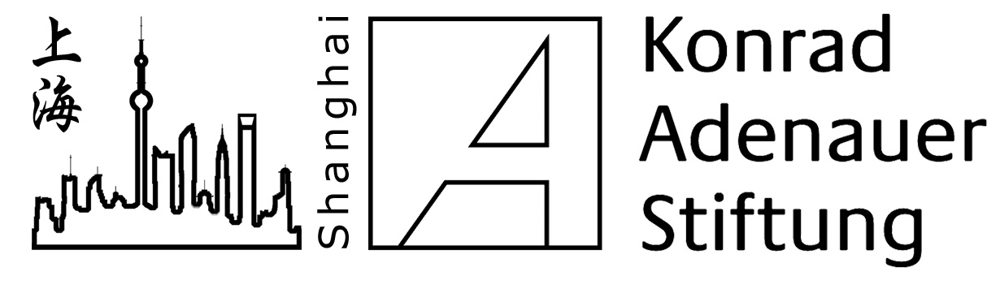 上
海
Shanghai
Konrad
Adenauer
Stiftung